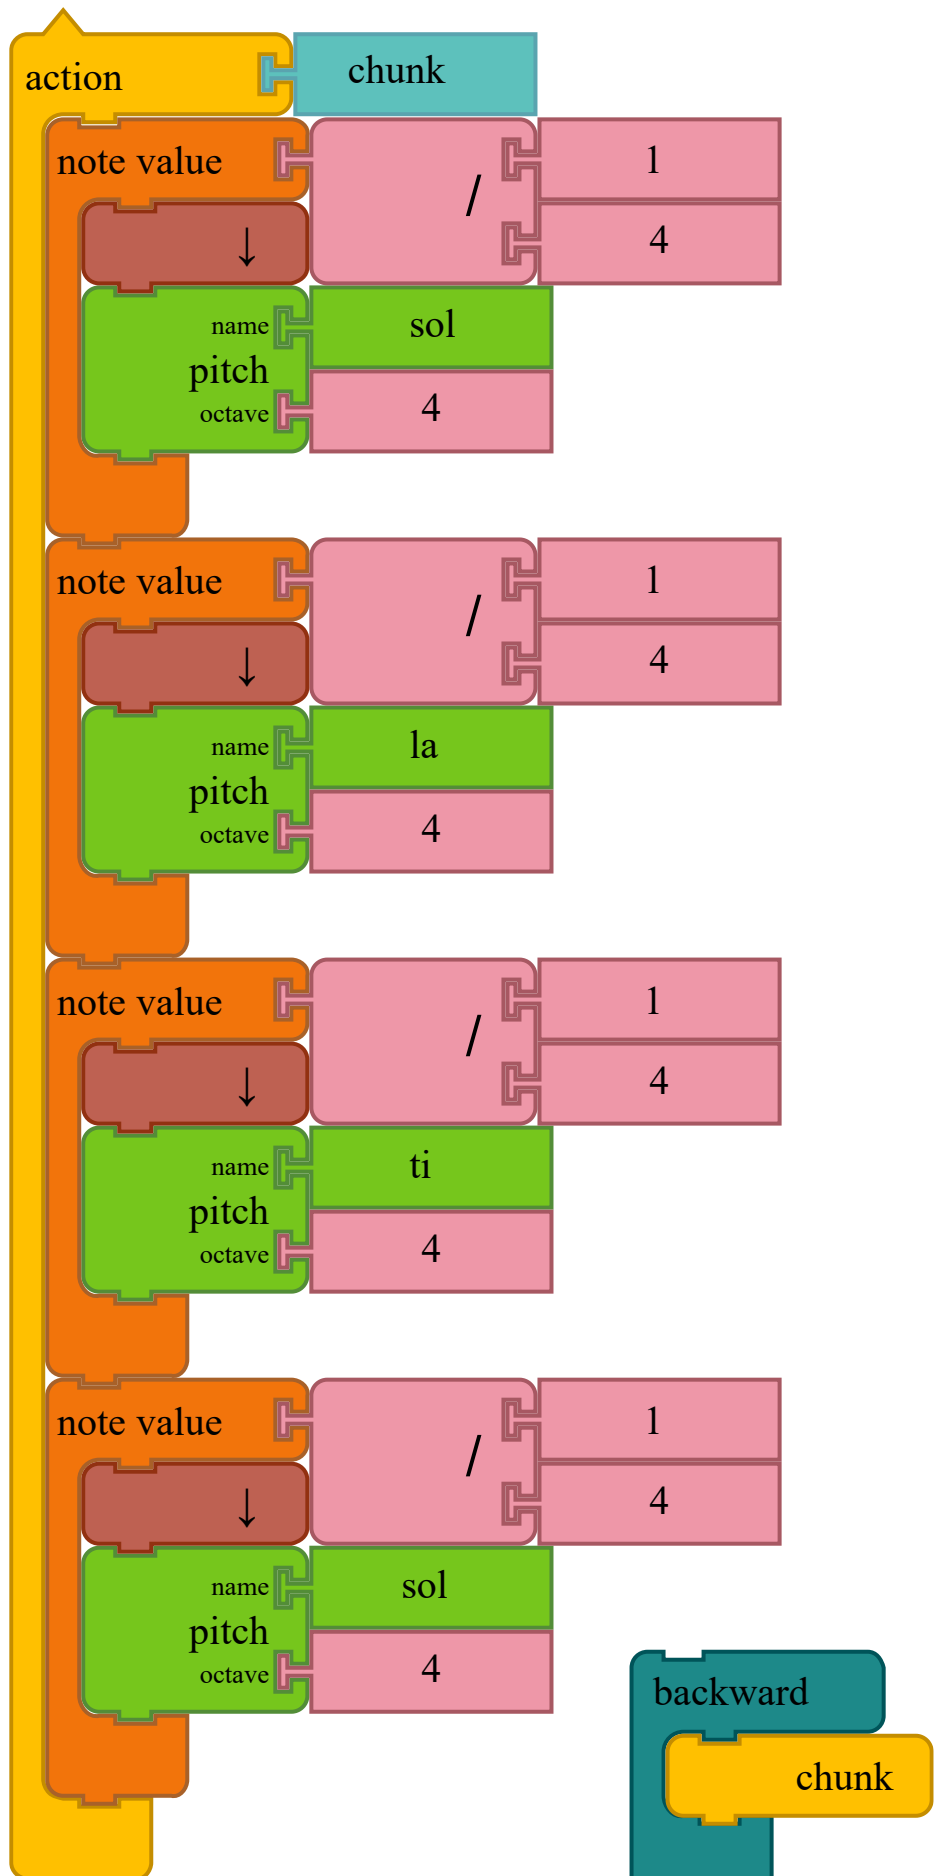 action chunk
note value / 1
4
↓
name sol
pitch
octave 4
note value / 1
4
↓
name la
pitch
octave 4
note value / 1
4
↓
name ti
pitch
octave 4
note value / 1
4
↓
name sol
pitch
octave 4
backward
chunk